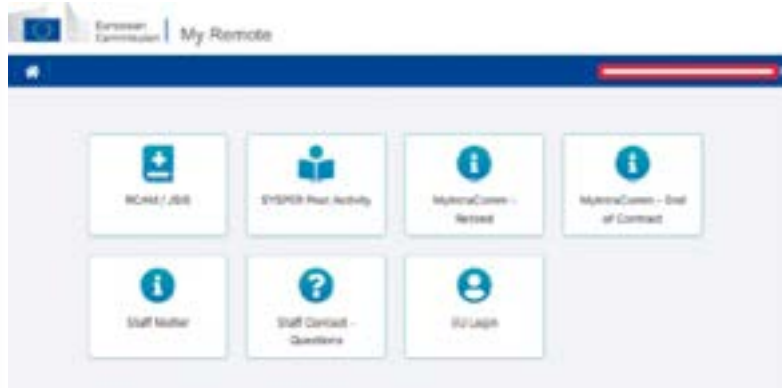 European
Commission
My Remote
RCAM / JSIS
SYSPER Post Activity
MyIntraComm -
Retired
MyIntraComm - End
of Contract
Staff Matter
Staff Contact -
Questions
EU Login